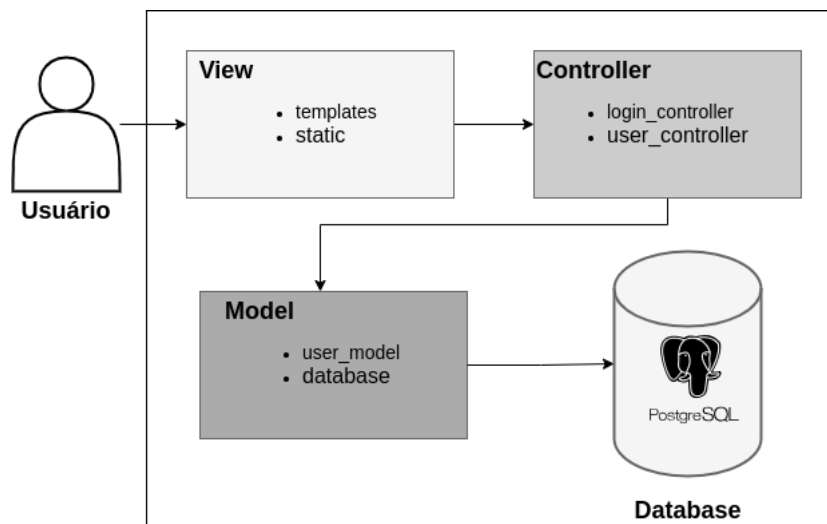 View
templates
static
Controller
login_controller
user_controller
Usuário
Model
user_model
database
PostgreSQL
Database